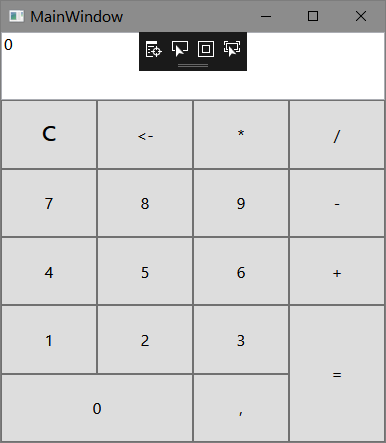 MainWindow
0
C <- * /
7 8 9 -
4 5 6 +
1 2 3 =
0 ,